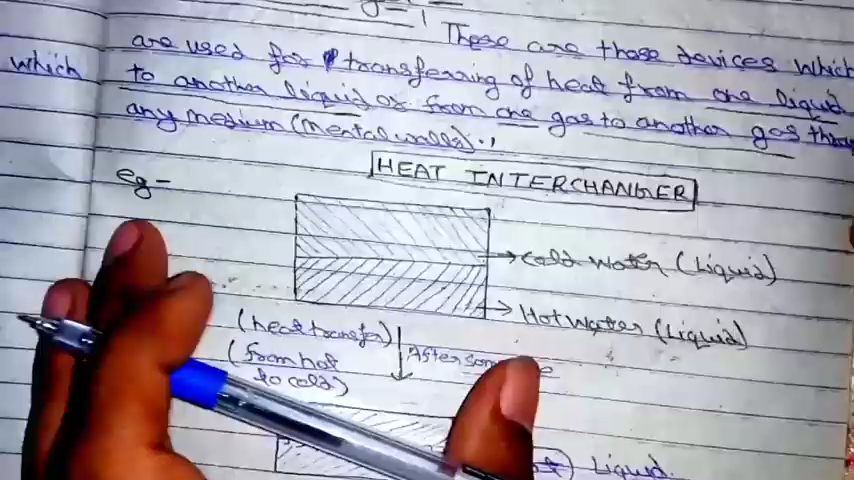 These are those devices which
which are used for transferring of heat from one liquid
to another liquid or from one gas to another gas
any medium (Mental walls).,
HEAT INTERCHANGER
eg-
Cold Water (Liquid)
Hot Water (Liquid)
(heat transfer)
(from hot
to cold)
After
Liquid.